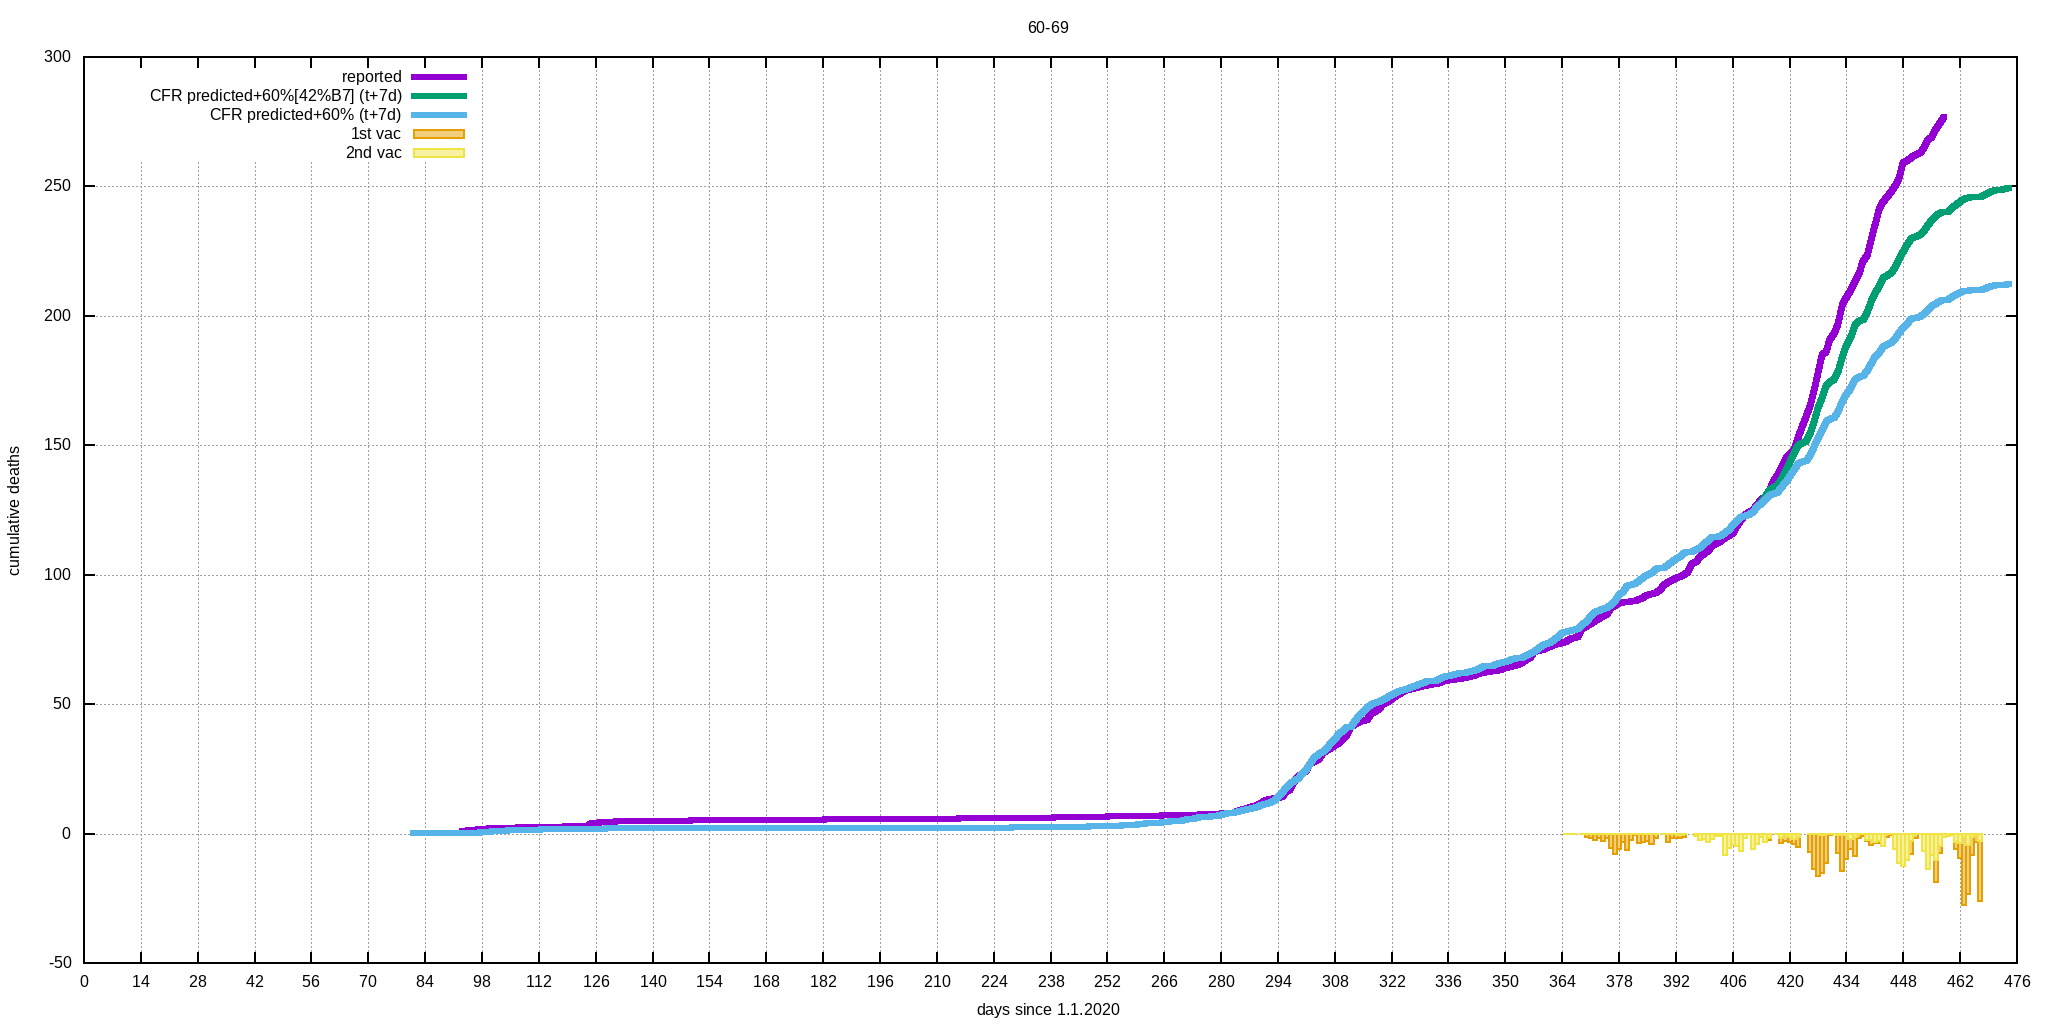 60-69
300
250
200
150
100
50
0
-50
cumulative deaths
reported
CFR predicted+60%[42%B7] (t+7d)
CFR predicted+60% (t+7d)
1st vac
2nd vac
0 14 28 42 56 70 84 98 112 126 140 154 168 182 196 210 224 238 252 266 280 294 308 322 336 350 364 378 392 406 420 434 448 462 476
days since 1.1.2020